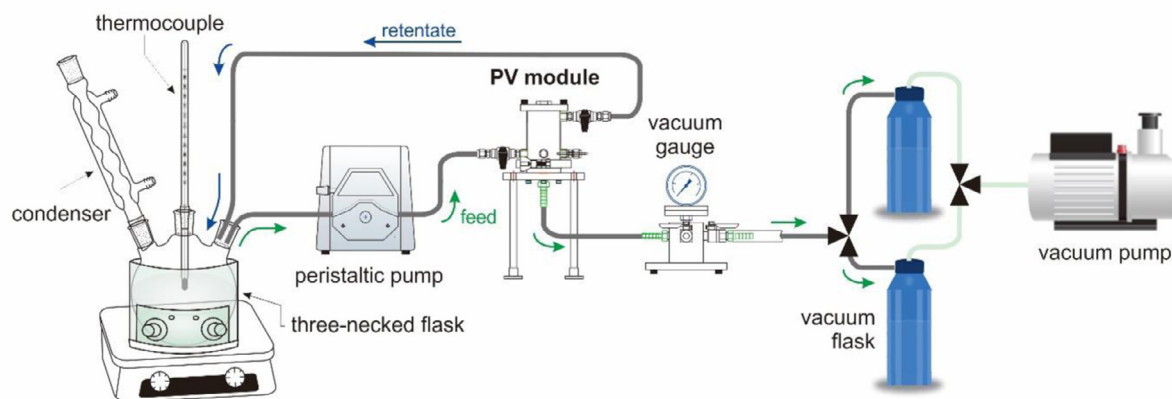 thermocouple
retentate
PV module
vacuum
gauge
condenser
feed
peristaltic pump
vacuum pump
three-necked flask
vacuum
flask